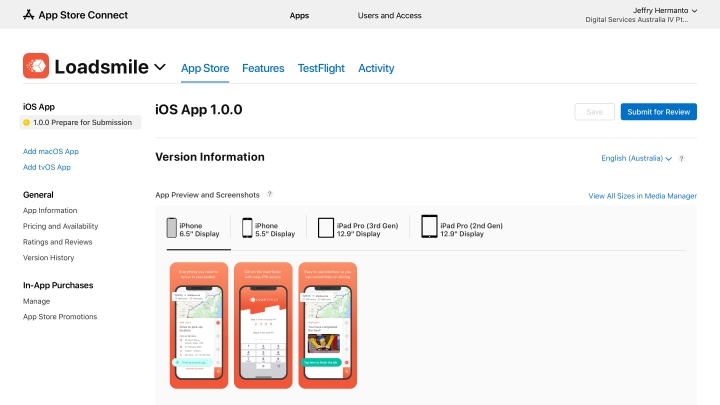 App Store Connect
Apps
Users and Access
Jeffry Hermanto
Digital Services Australia IV Pt...
Loadsmile
App Store
Features
TestFlight
Activity
iOS App
1.0.0 Prepare for Submission
Add macOS App
Add tvOS App
General
App Information
Pricing and Availability
Ratings and Reviews
Version History
In-App Purchases
Manage
App Store Promotions
iOS App 1.0.0
Save
Submit for Review
Version Information
English (Australia)
?
App Preview and Screenshots
?
View All Sizes in Media Manager
iPhone
6.5" Display
iPhone
5.5" Display
iPad Pro (3rd Gen)
12.9" Display
iPad Pro (2nd Gen)
12.9" Display